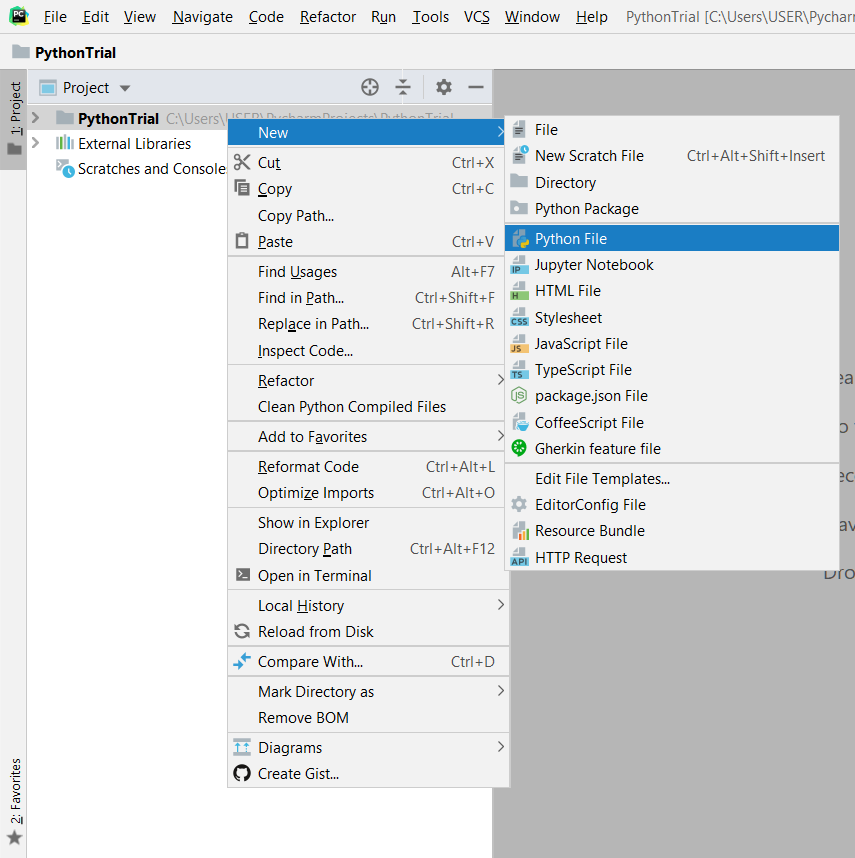 PC File Edit View Navigate Code Refactor Run Tools VCS Window Help PythonTrial [C:\Users\USER\Pycharm
PythonTrial
1: Project
Project
PythonTrial C:\Users\USER\PycharmProjects\PythonTrial
External Libraries
Scratches and Console
New
Cut Ctrl+X
Copy Ctrl+C
Copy Path...
Paste Ctrl+V
Find Usages Alt+F7
Find in Path... Ctrl+Shift+F
Replace in Path... Ctrl+Shift+R
Inspect Code...
Refactor
Clean Python Compiled Files
Add to Favorites
Reformat Code Ctrl+Alt+L
Optimize Imports Ctrl+Alt+O
Show in Explorer
Directory Path Ctrl+Alt+F12
Open in Terminal
Local History
Reload from Disk
Compare With... Ctrl+D
Mark Directory as
Remove BOM
Diagrams
Create Gist...
File
New Scratch File Ctrl+Alt+Shift+Insert
Directory
Python Package
Python File
IP Jupyter Notebook
H HTML File
CSS Stylesheet
JS JavaScript File
TS TypeScript File
JS package.json File
CoffeeScript File
Gherkin feature file
Edit File Templates...
EditorConfig File
Resource Bundle
API HTTP Request
Dro
2: Favorites